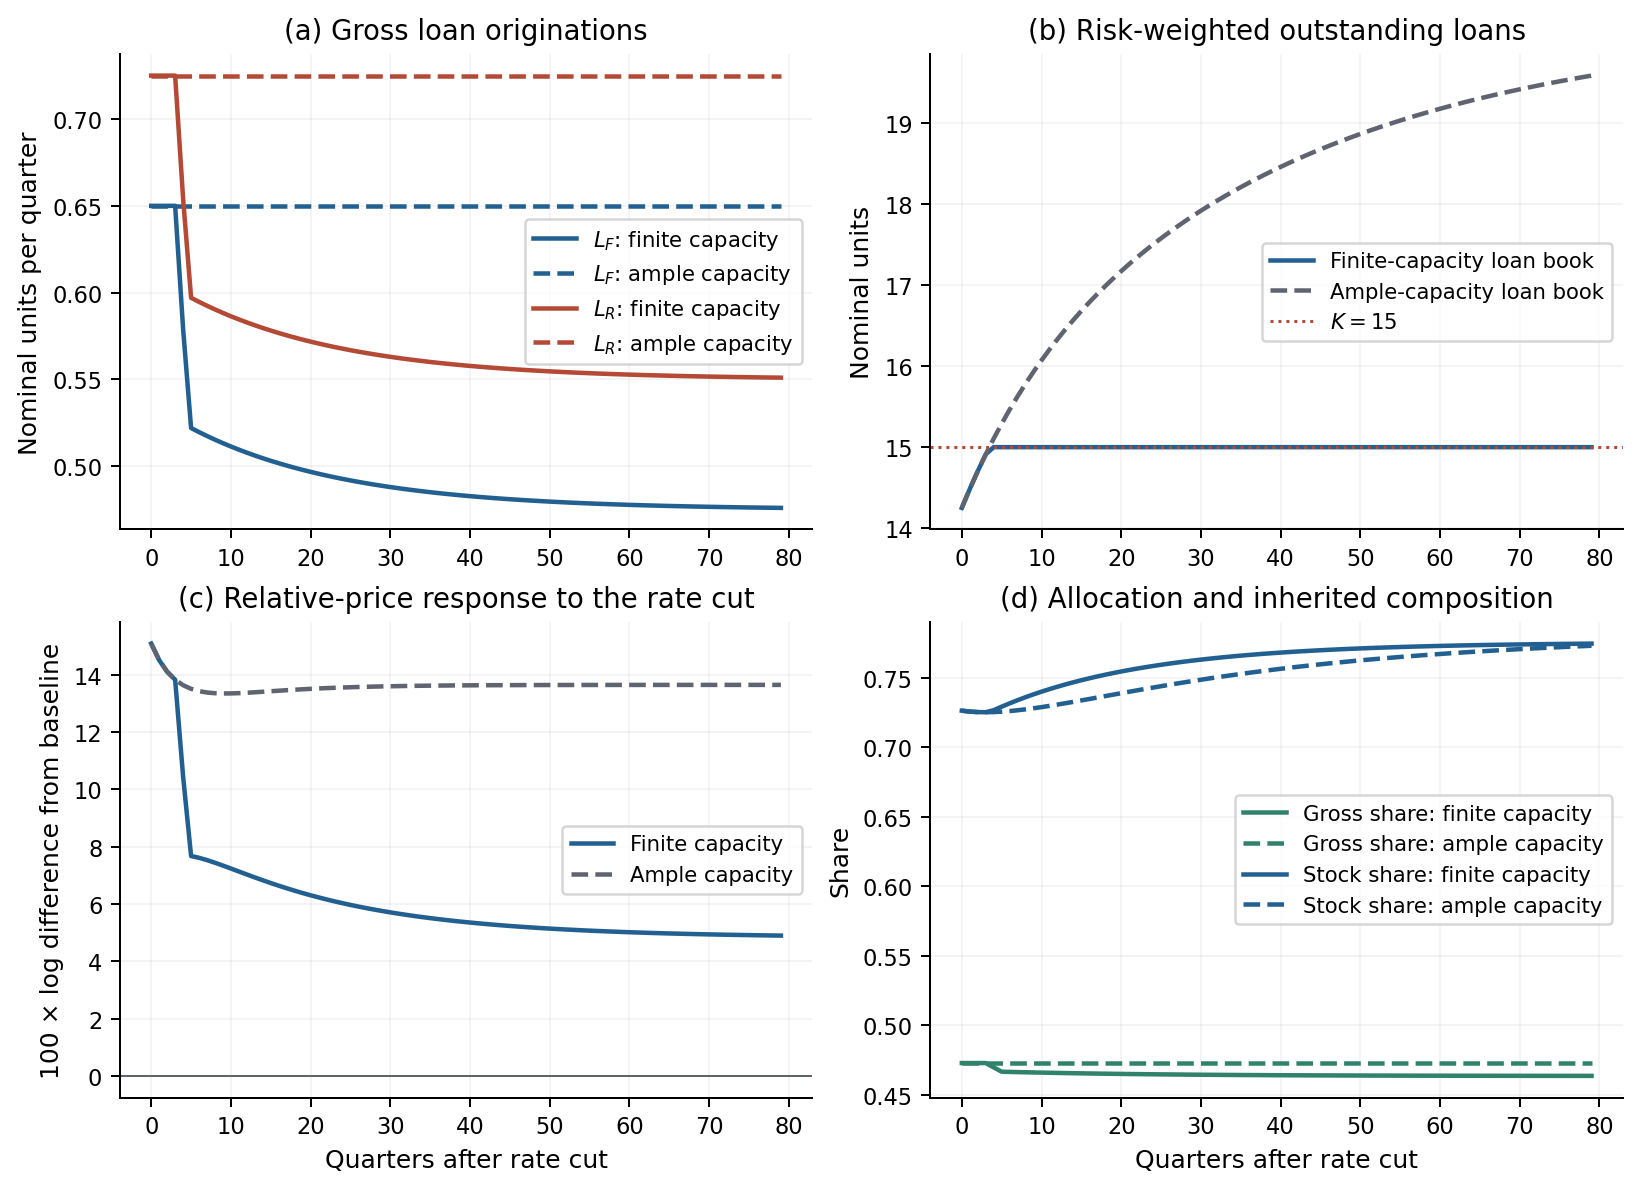 (a) Gross loan originations
Nominal units per quarter
0.70
0.65
0.60
0.55
0.50
0 10 20 30 40 50 60 70 80
L_F: finite capacity
L_F: ample capacity
L_R: finite capacity
L_R: ample capacity
(b) Risk-weighted outstanding loans
Nominal units
19
18
17
16
15
14
0 10 20 30 40 50 60 70 80
Finite-capacity loan book
Ample-capacity loan book
K = 15
(c) Relative-price response to the rate cut
100 × log difference from baseline
14
12
10
8
6
4
2
0
0 10 20 30 40 50 60 70 80
Quarters after rate cut
Finite capacity
Ample capacity
(d) Allocation and inherited composition
Share
0.75
0.70
0.65
0.60
0.55
0.50
0.45
0 10 20 30 40 50 60 70 80
Quarters after rate cut
Gross share: finite capacity
Gross share: ample capacity
Stock share: finite capacity
Stock share: ample capacity